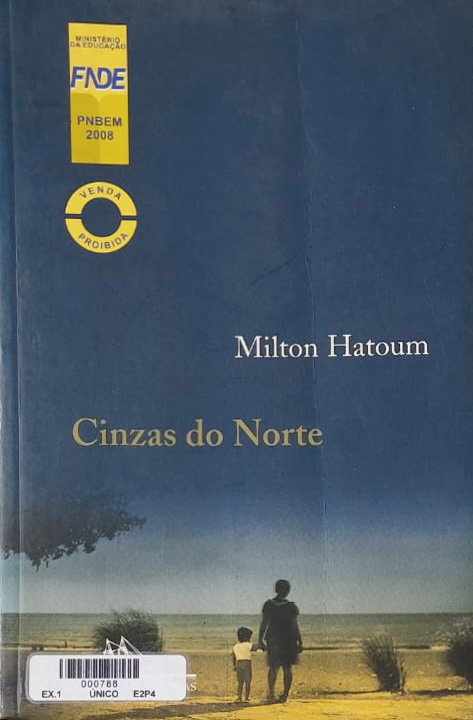 MINISTÉRIO
DA EDUCAÇÃO
FNDE
PNBEM
2008
VENDA
PROIBIDA
Milton Hatoum
Cinzas do Norte
000788
EX.1 ÚNICO E2P4